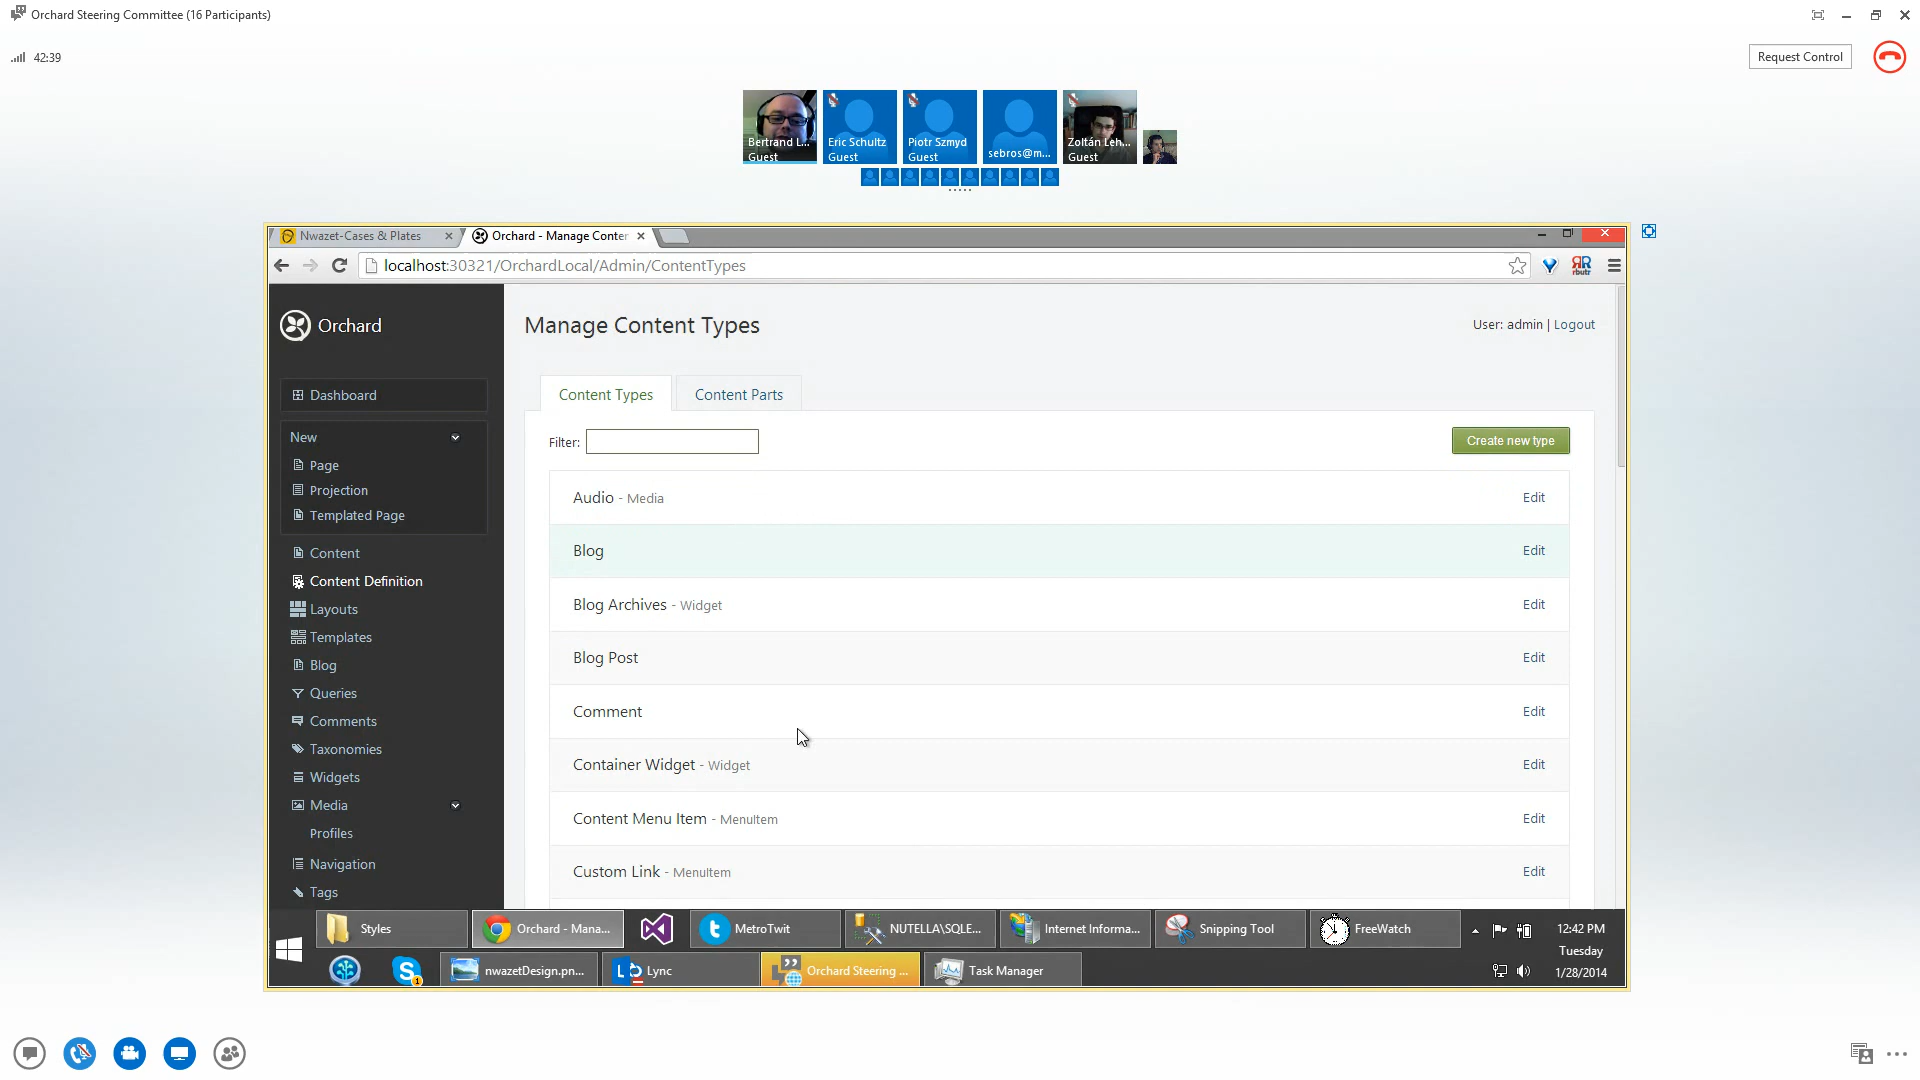 Orchard Steering Committee (16 Participants)
42:39
Request Control
Bertrand L...
Guest
Eric Schultz
Guest
Piotr Szmyd
Guest
sebros@m...
Zoltán Leh...
Guest
Nwazet-Cases & Plates
Orchard - Manage Conten
localhost:30321/OrchardLocal/Admin/ContentTypes
rbutr
Orchard
Manage Content Types
User: admin | Logout
Dashboard
New
Page
Projection
Templated Page
Content
Content Definition
Layouts
Templates
Blog
Queries
Comments
Taxonomies
Widgets
Media
Profiles
Navigation
Tags
Content Types
Content Parts
Filter:
Create new type
Audio - Media
Edit
Blog
Edit
Blog Archives - Widget
Edit
Blog Post
Edit
Comment
Edit
Container Widget - Widget
Edit
Content Menu Item - MenuItem
Edit
Custom Link - MenuItem
Edit
Styles
Orchard - Mana...
MetroTwit
NUTELLA\SQLE...
Internet Informa...
Snipping Tool
FreeWatch
12:42 PM
Tuesday
1/28/2014
1
nwazetDesign.pn...
Lync
Orchard Steering ...
Task Manager